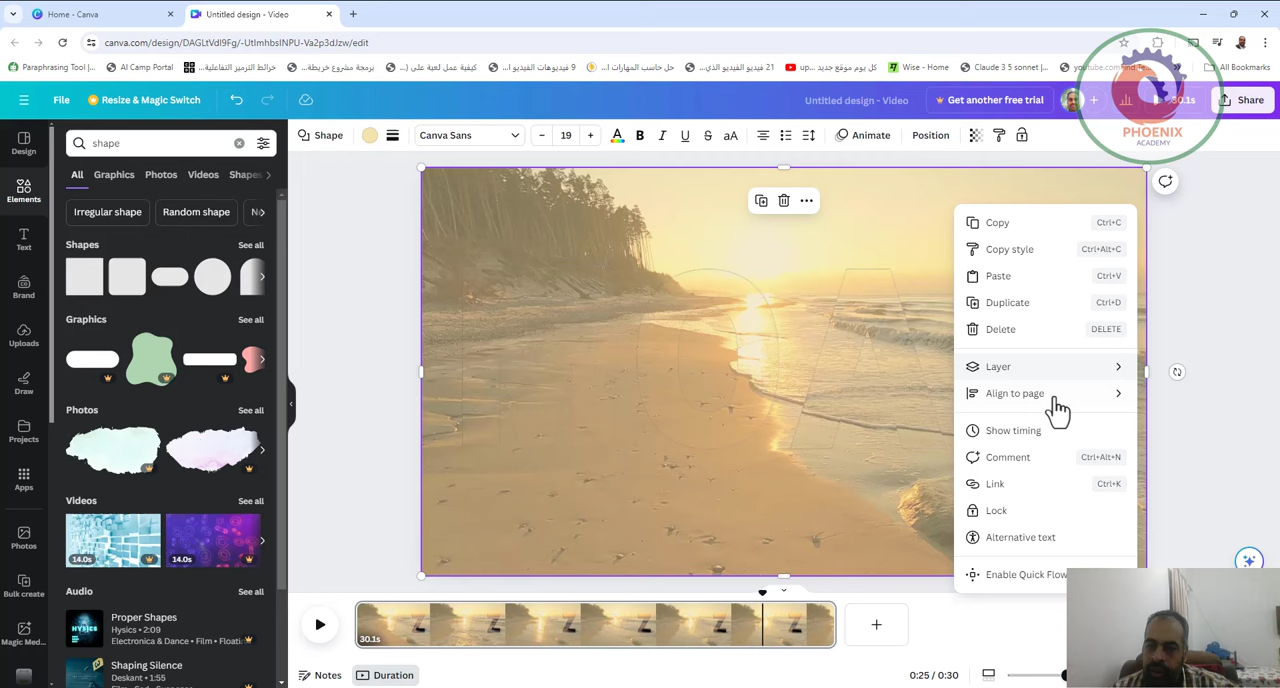 Home - Canva
Untitled design - Video
canva.com/design/DAGLtVdl9Fg/-UtImhbsINPU-Va2p3dJzw/edit
Paraphrasing Tool |...
AI Camp Portal
خرائط الترميز التفاعلية...
كيفية عمل لعبة على (...
برمجة مشروع خريطة...
9 فيديوهات الفيديو ا...
حل حاسب المهارات ا...
21 فيديو الفيديو الذي...
كل يوم موقع جديد ... up
Wise - Home
Claude 3 5 sonnet |...
All Bookmarks
File
Resize & Magic Switch
Untitled design - Video
Get another free trial
30.1s
Share
PHOENIX
ACADEMY
Design
Elements
Text
Brand
Uploads
Draw
Projects
Apps
Photos
Bulk create
Magic Med...
shape
All
Graphics
Photos
Videos
Shapes
Irregular shape
Random shape
Shapes
See all
Graphics
See all
Photos
See all
Videos
See all
14.0s
14.0s
Audio
See all
Proper Shapes
Hysics • 2:09
Electronica & Dance • Film • Floati
Shaping Silence
Deskant • 1:55
Shape
Canva Sans
– 19 +
A B I U S aA
Animate
Position
Copy Ctrl+C
Copy style Ctrl+Alt+C
Paste Ctrl+V
Duplicate Ctrl+D
Delete DELETE
Layer
Align to page
Show timing
Comment Ctrl+Alt+N
Link Ctrl+K
Lock
Alternative text
Enable Quick Flow
30.1s
Notes
Duration
0:25 / 0:30